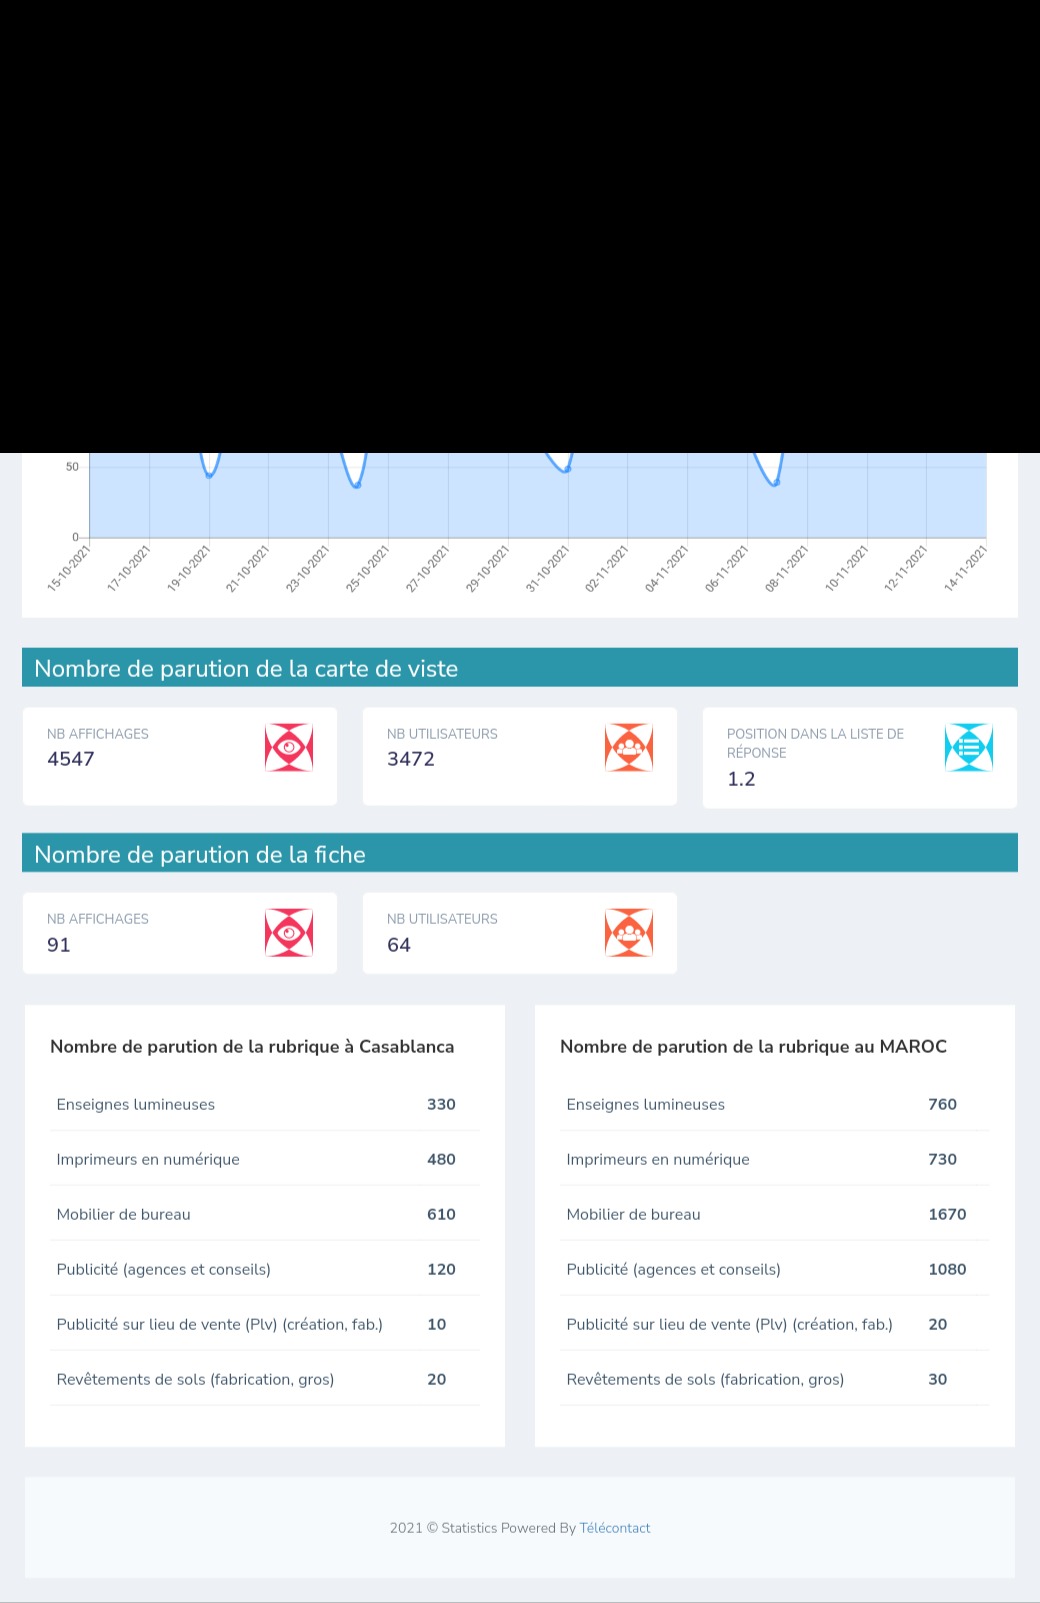 50
0
15-10-2021
17-10-2021
19-10-2021
21-10-2021
23-10-2021
25-10-2021
27-10-2021
29-10-2021
31-10-2021
02-11-2021
04-11-2021
06-11-2021
08-11-2021
10-11-2021
12-11-2021
14-11-2021
Nombre de parution de la carte de viste
NB AFFICHAGES
4547
NB UTILISATEURS
3472
POSITION DANS LA LISTE DE
RÉPONSE
1.2
Nombre de parution de la fiche
NB AFFICHAGES
91
NB UTILISATEURS
64
Nombre de parution de la rubrique à Casablanca
Enseignes lumineuses 330
Imprimeurs en numérique 480
Mobilier de bureau 610
Publicité (agences et conseils) 120
Publicité sur lieu de vente (Plv) (création, fab.) 10
Revêtements de sols (fabrication, gros) 20
Nombre de parution de la rubrique au MAROC
Enseignes lumineuses 760
Imprimeurs en numérique 730
Mobilier de bureau 1670
Publicité (agences et conseils) 1080
Publicité sur lieu de vente (Plv) (création, fab.) 20
Revêtements de sols (fabrication, gros) 30
2021 © Statistics Powered By Télécontact